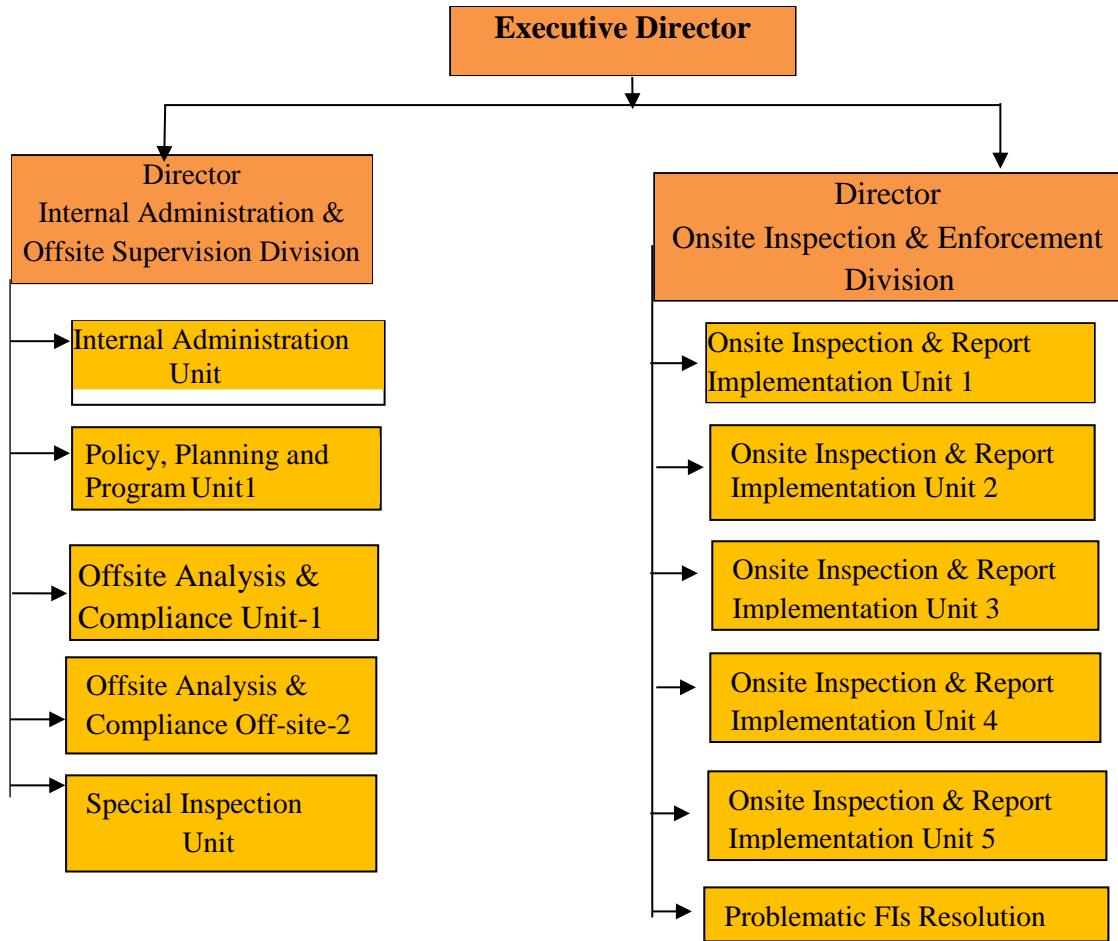 Executive Director
Director
Internal Administration &
Offsite Supervision Division
Internal Administration
Unit
Policy, Planning and
Program Unit1
Offsite Analysis &
Compliance Unit-1
Offsite Analysis &
Compliance Off-site-2
Special Inspection
Unit
Director
Onsite Inspection & Enforcement
Division
Onsite Inspection & Report
Implementation Unit 1
Onsite Inspection & Report
Implementation Unit 2
Onsite Inspection & Report
Implementation Unit 3
Onsite Inspection & Report
Implementation Unit 4
Onsite Inspection & Report
Implementation Unit 5
Problematic FIs Resolution